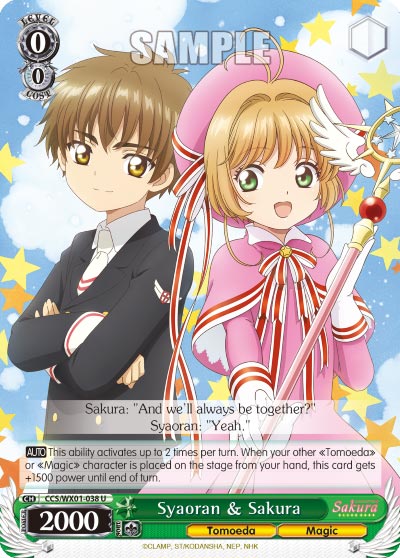 LEVEL
0
0
COST
SAMPLE
Sakura: "And we'll always be together?"
Syaoran: "Yeah."
AUTO This ability activates up to 2 times per turn. When your other «Tomoeda»
or «Magic» character is placed on the stage from your hand, this card gets
+1500 power until end of turn.
CH CCS/WX01-038 U
POWER 2000
Syaoran & Sakura
Sakura
Tomoeda Magic
©CLAMP, ST/KODANSHA, NEP, NHK